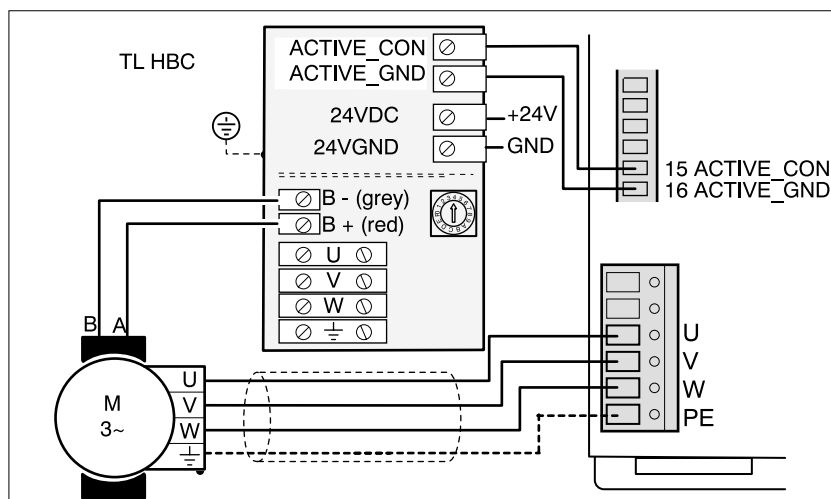 TL HBC
ACTIVE_CON
ACTIVE_GND
24VDC
+24V
24VGND
GND
15 ACTIVE_CON
16 ACTIVE_GND
B - (grey)
B + (red)
U
V
W
B A
M
3~
U
V
W
U
V
W
PE